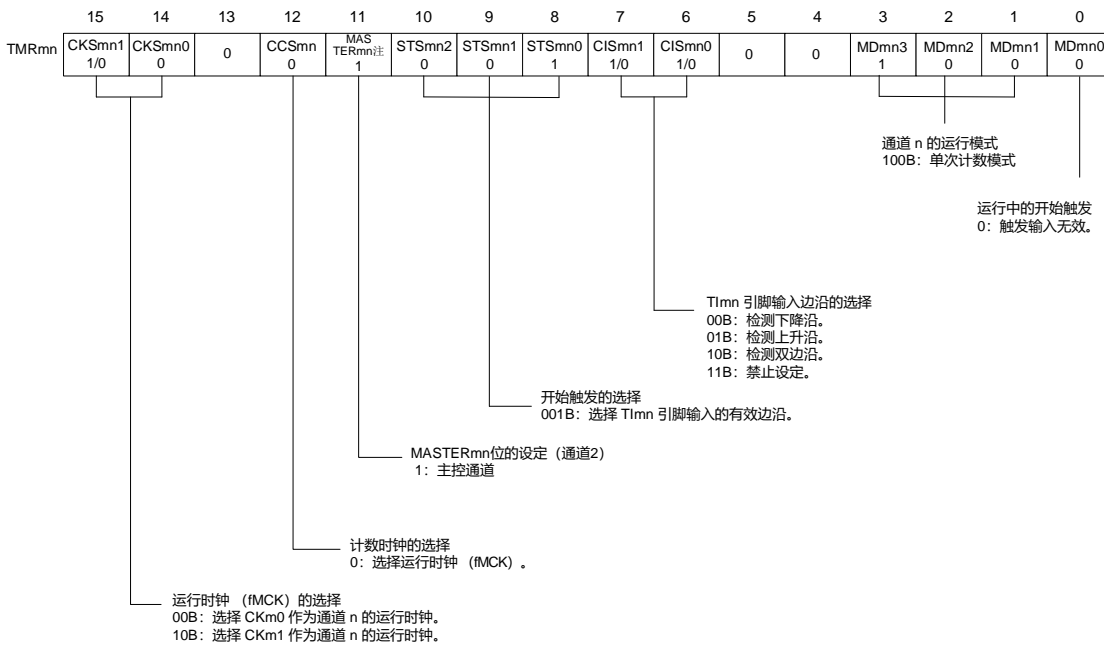 15 14 13 12 11 10 9 8 7 6 5 4 3 2 1 0
TMRmn CKSmn1 CKSmn0 0 CCSmn MAS TERmn注 STSmn2 STSmn1 STSmn0 CISmn1 CISmn0 0 0 MDmn3 MDmn2 MDmn1 MDmn0
1/0 0 0 1 0 0 1 1/0 1/0 1 0 0 0
通道 n 的运行模式
100B：单次计数模式
运行中的开始触发
0：触发输入无效。
TImn 引脚输入边沿的选择
00B：检测下降沿。
01B：检测上升沿。
10B：检测双边沿。
11B：禁止设定。
开始触发的选择
001B：选择 TImn 引脚输入的有效边沿。
MASTERmn位的设定（通道2）
1：主控通道
计数时钟的选择
0：选择运行时钟 （fMCK）。
运行时钟 （fMCK）的选择
00B：选择 CKm0 作为通道 n 的运行时钟。
10B：选择 CKm1 作为通道 n 的运行时钟。